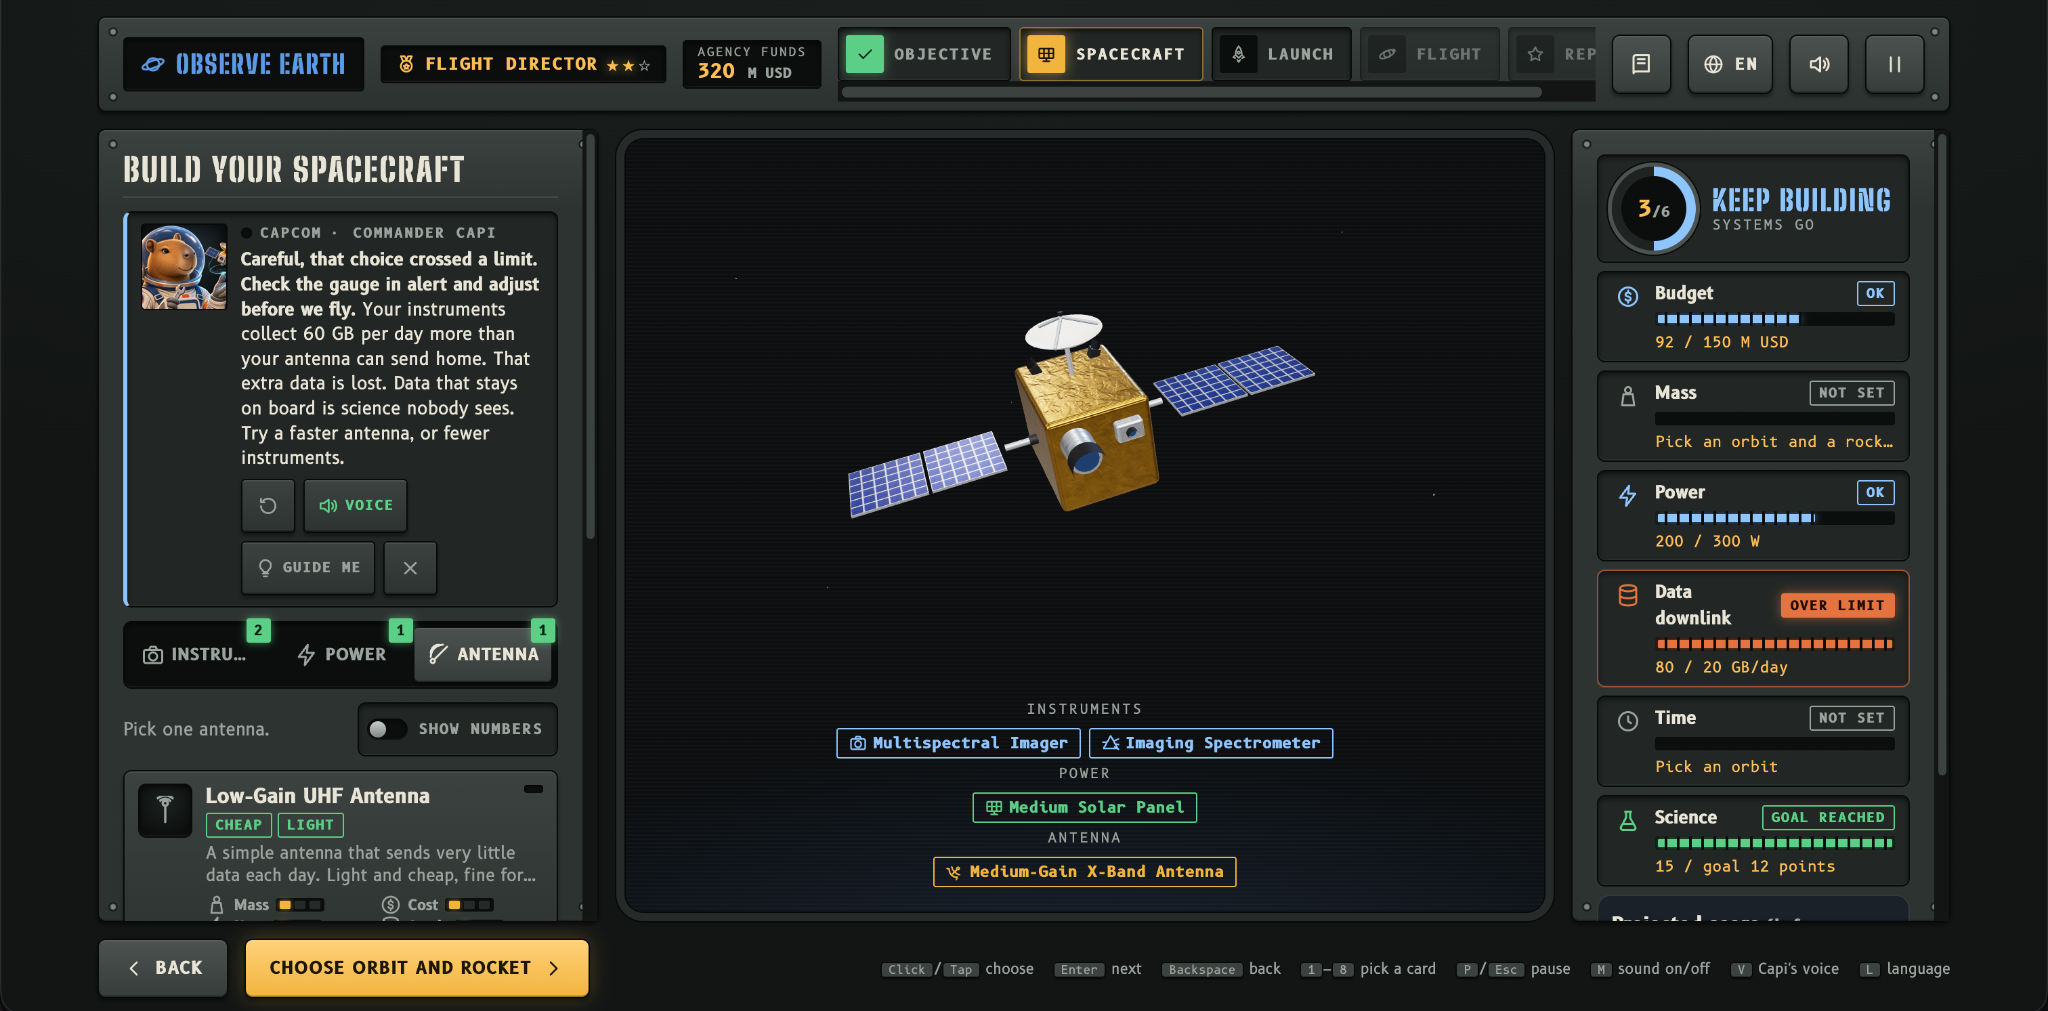 OBSERVE EARTH
FLIGHT DIRECTOR ★★☆
AGENCY FUNDS
320 M USD
OBJECTIVE
SPACECRAFT
LAUNCH
FLIGHT
REP
EN
BUILD YOUR SPACECRAFT
CAPCOM · COMMANDER CAPI
Careful, that choice crossed a limit.
Check the gauge in alert and adjust
before we fly. Your instruments
collect 60 GB per day more than
your antenna can send home. That
extra data is lost. Data that stays
on board is science nobody sees.
Try a faster antenna, or fewer
instruments.
VOICE
GUIDE ME
INSTRU... 2
POWER 1
ANTENNA 1
Pick one antenna.
SHOW NUMBERS
Low-Gain UHF Antenna
CHEAP LIGHT
A simple antenna that sends very little
data each day. Light and cheap, fine for...
Mass
Cost
INSTRUMENTS
Multispectral Imager
Imaging Spectrometer
POWER
Medium Solar Panel
ANTENNA
Medium-Gain X-Band Antenna
3/6
KEEP BUILDING
SYSTEMS GO
Budget OK
92 / 150 M USD
Mass NOT SET
Pick an orbit and a rock...
Power OK
200 / 300 W
Data
downlink
OVER LIMIT
80 / 20 GB/day
Time NOT SET
Pick an orbit
Science GOAL REACHED
15 / goal 12 points
BACK
CHOOSE ORBIT AND ROCKET
Click/Tap choose Enter next Backspace back 1–8 pick a card P/Esc pause M sound on/off V Capi's voice L language